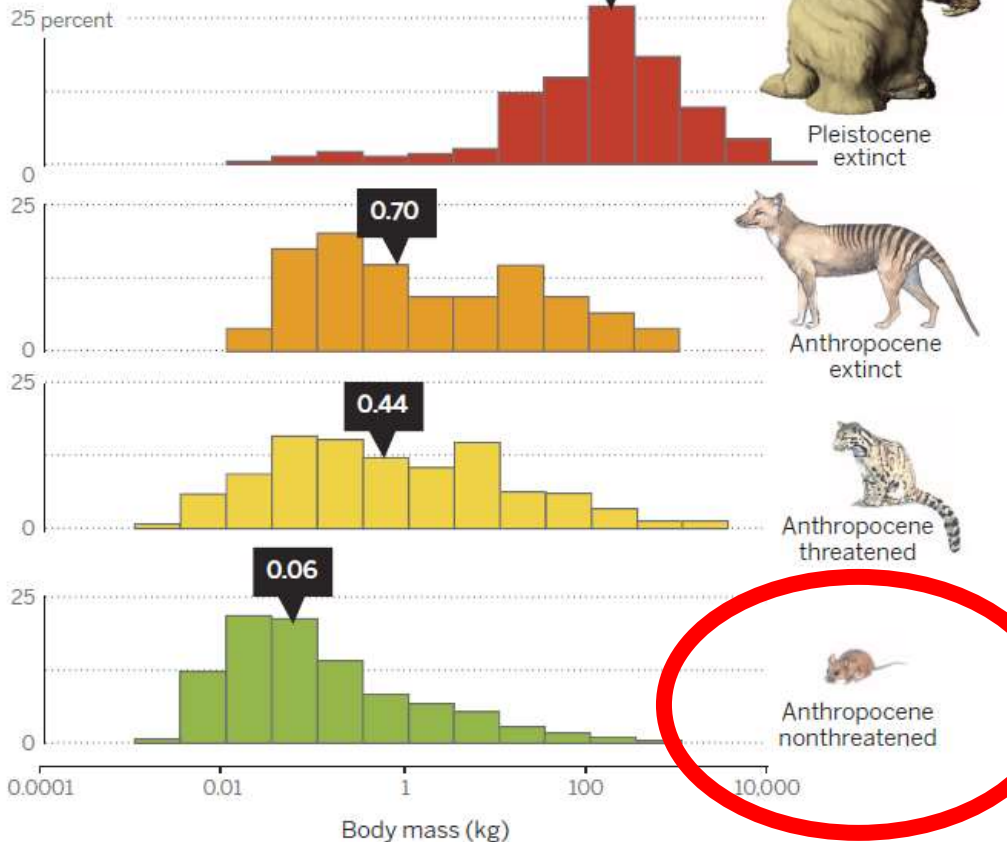 25 percent
0
Pleistocene
extinct
25
0.70
0
Anthropocene
extinct
25
0.44
0
Anthropocene
threatened
25
0.06
0
Anthropocene
nonthreatened
0.0001
0.01
1
100
10,000
Body mass (kg)